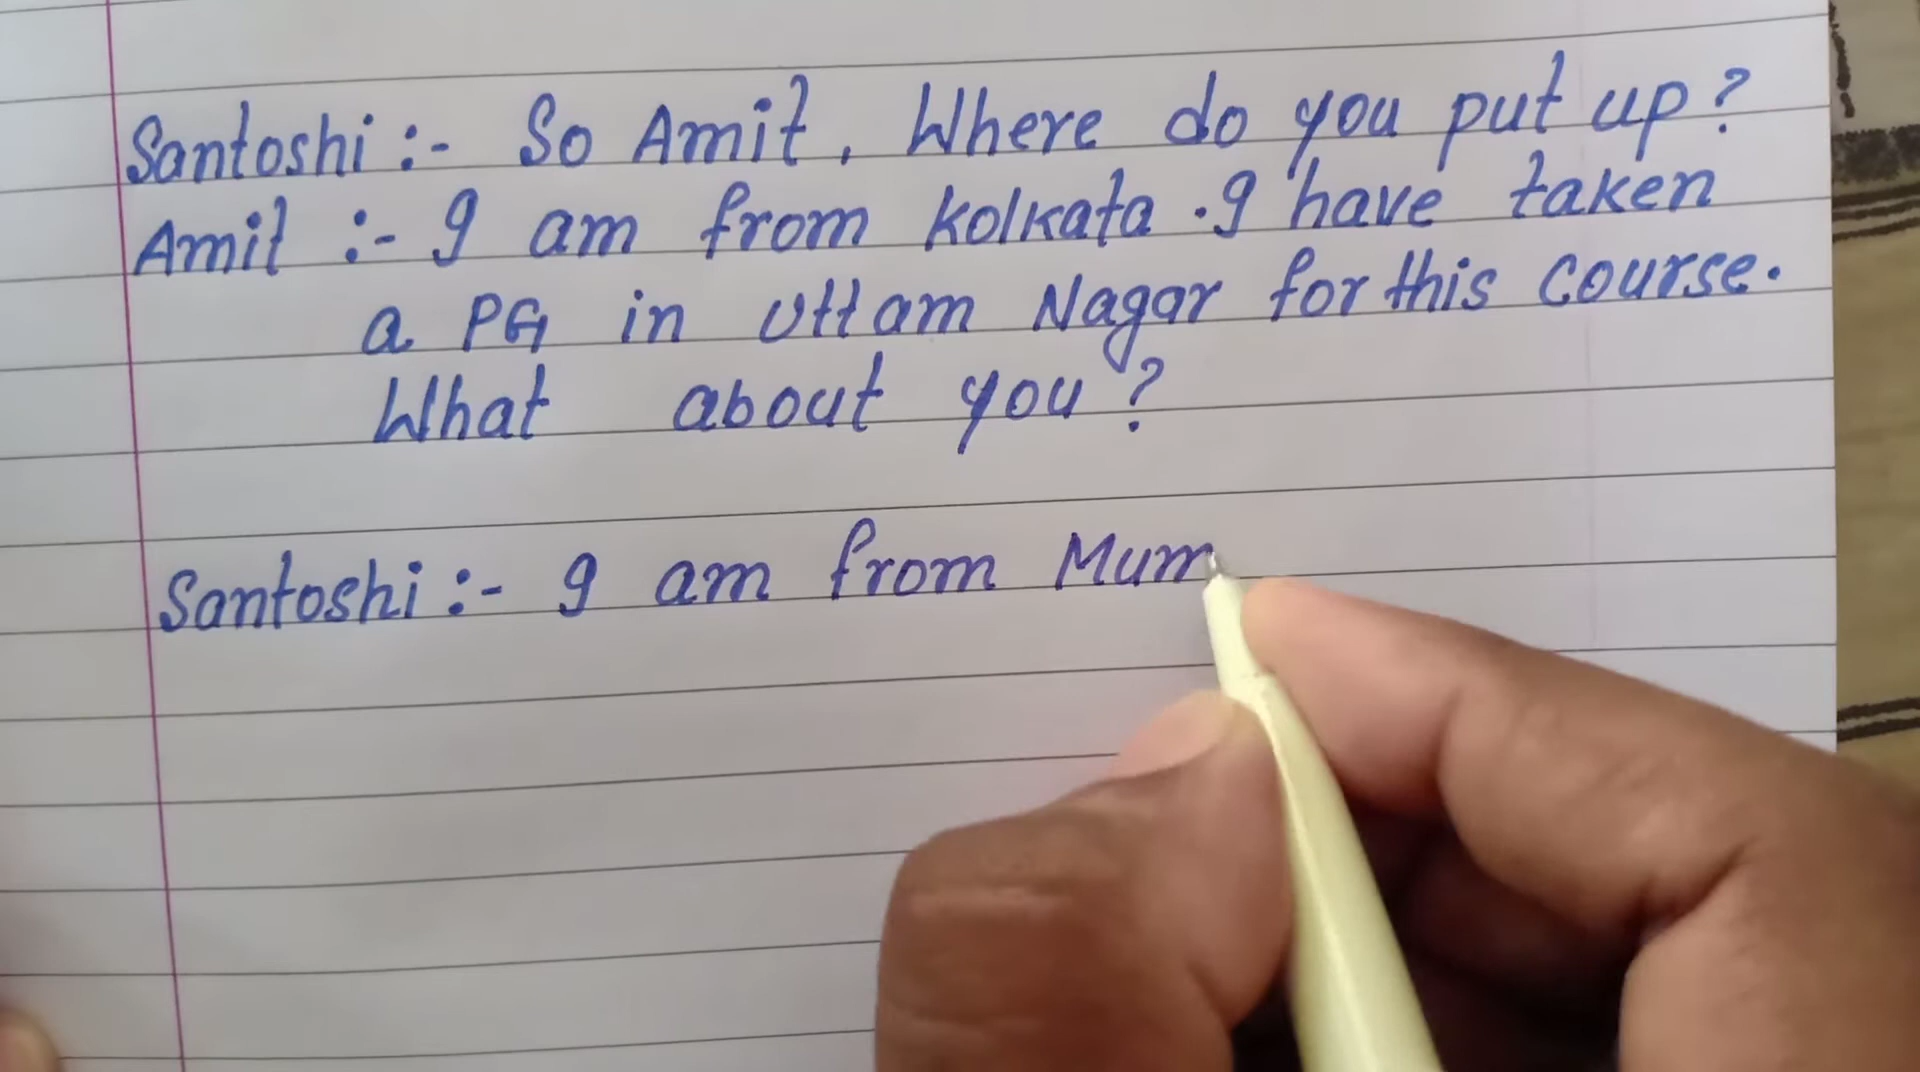 Santoshi :- So Amit, Where do you put up?
Amit :- I am from Kolkata. I have taken
a PG in Uttam Nagar for this course.
What about you?
Santoshi :- I am from Mum